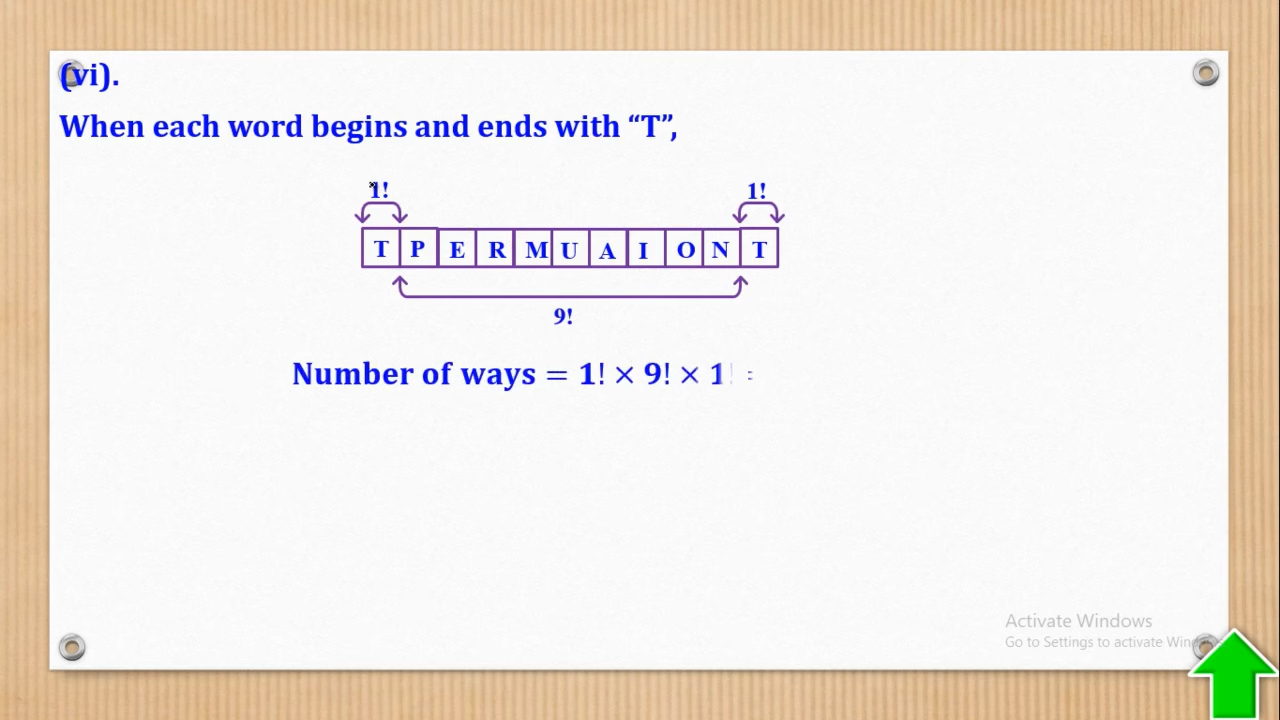 (vi).
When each word begins and ends with “T”,
1! 1!
T P E R M U A I O N T
9!
Number of ways = 1! × 9! × 1! =
Activate Windows
Go to Settings to activate Windows